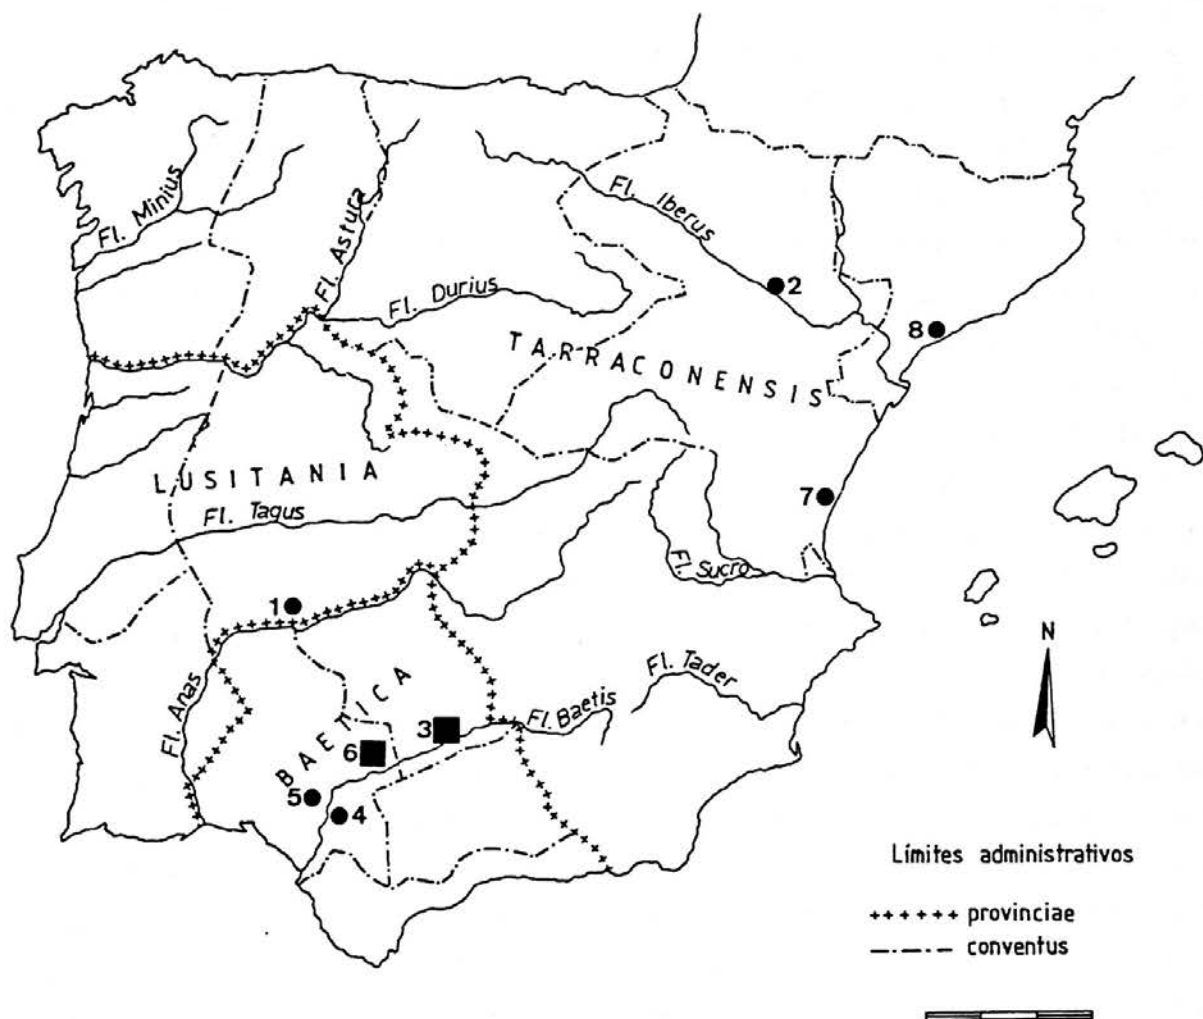 Fl. Minius
Fl. Astura
Fl. Iberus
Fl. Durius
2
8
TARRACONENSIS
LUSITANIA
Fl. Tagus
7
Fl. Sucro
1
N
Fl. Anas
BAETICA
Fl. Tader
Fl. Baetis
3
6
5
4
Límites administrativos
provinciae
conventus